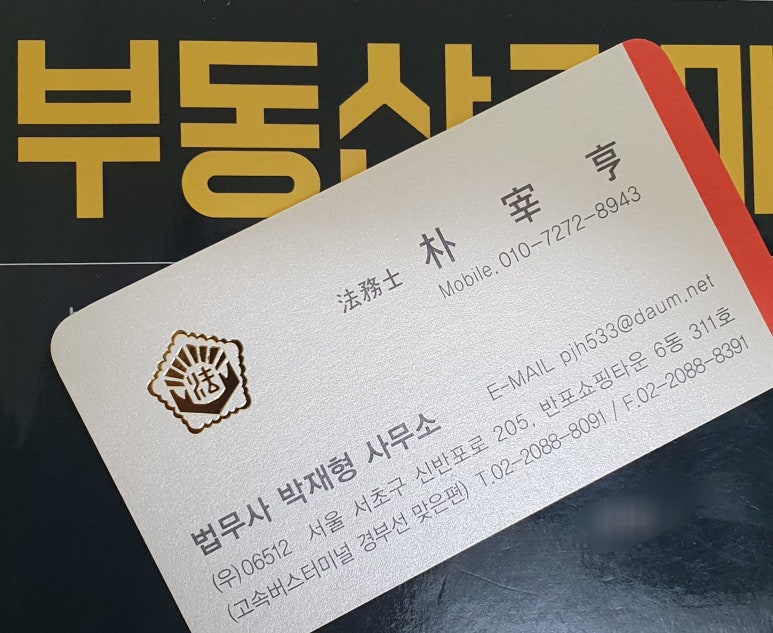 부동산
法務士 朴宰亨
Mobile. 010-7272-8943
法
E-MAIL pjh533@daum.net
법무사 박재형 사무소
(유)06512 서울 서초구 신반포로 205, 반포쇼핑타운 6동 311호
(고속버스터미널 경부선 맞은편) T.02-2088-8091 / F.02-2088-8391